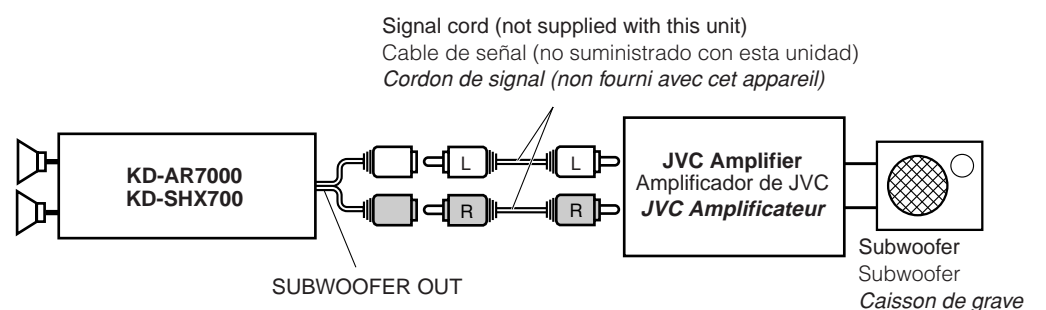 Signal cord (not supplied with this unit)
Cable de señal (no suministrado con esta unidad)
Cordon de signal (non fourni avec cet appareil)
KD-AR7000
KD-SHX700
L
L
R
R
JVC Amplifier
Amplificador de JVC
JVC Amplificateur
SUBWOOFER OUT
Subwoofer
Subwoofer
Caisson de grave